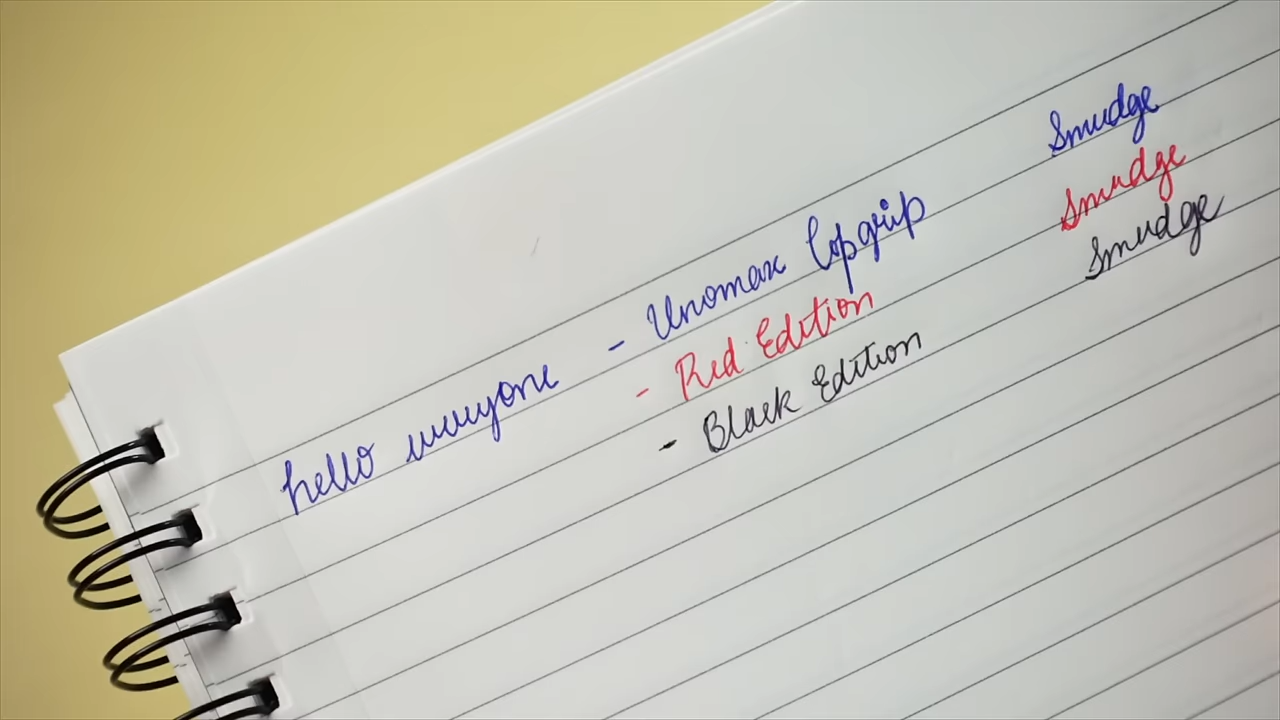 hello everyone - Unomax Topgrip Smudge
- Red Edition Smudge
- Black Edition Smudge